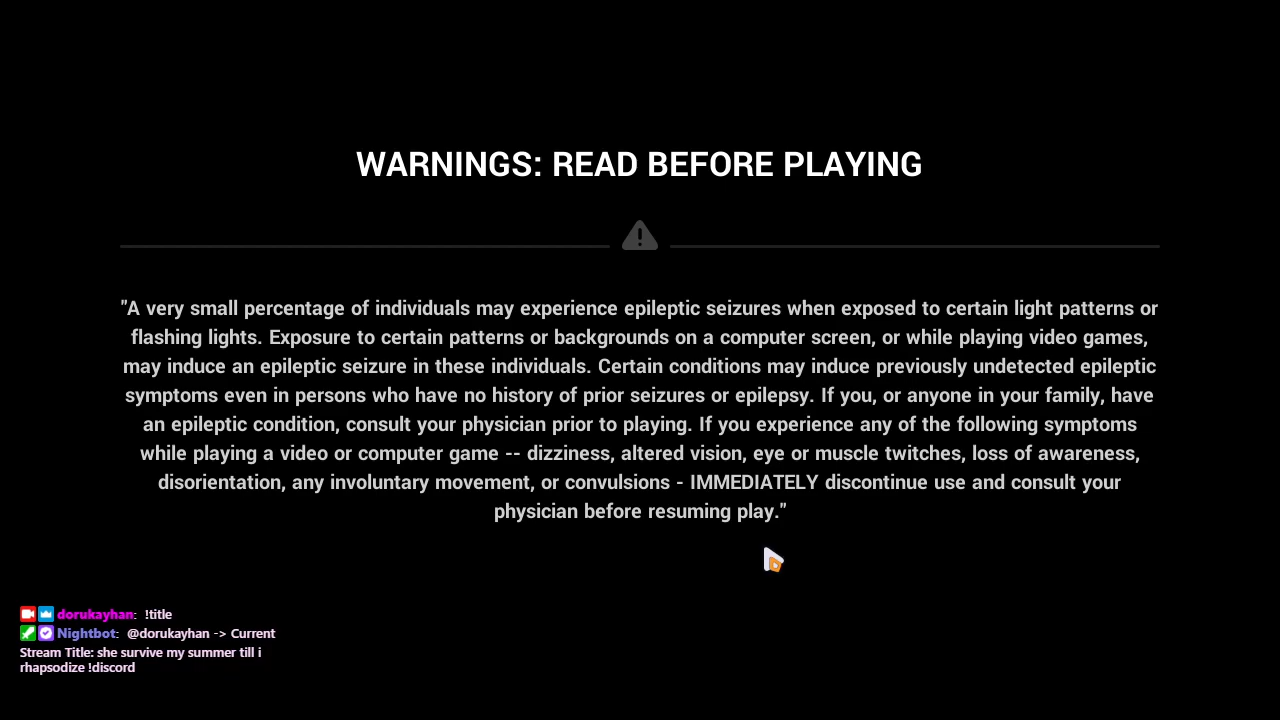 WARNINGS: READ BEFORE PLAYING
"A very small percentage of individuals may experience epileptic seizures when exposed to certain light patterns or
flashing lights. Exposure to certain patterns or backgrounds on a computer screen, or while playing video games,
may induce an epileptic seizure in these individuals. Certain conditions may induce previously undetected epileptic
symptoms even in persons who have no history of prior seizures or epilepsy. If you, or anyone in your family, have
an epileptic condition, consult your physician prior to playing. If you experience any of the following symptoms
while playing a video or computer game -- dizziness, altered vision, eye or muscle twitches, loss of awareness,
disorientation, any involuntary movement, or convulsions - IMMEDIATELY discontinue use and consult your
physician before resuming play."
dorukayhan: !title
Nightbot: @dorukayhan -> Current
Stream Title: she survive my summer till i
rhapsodize !discord